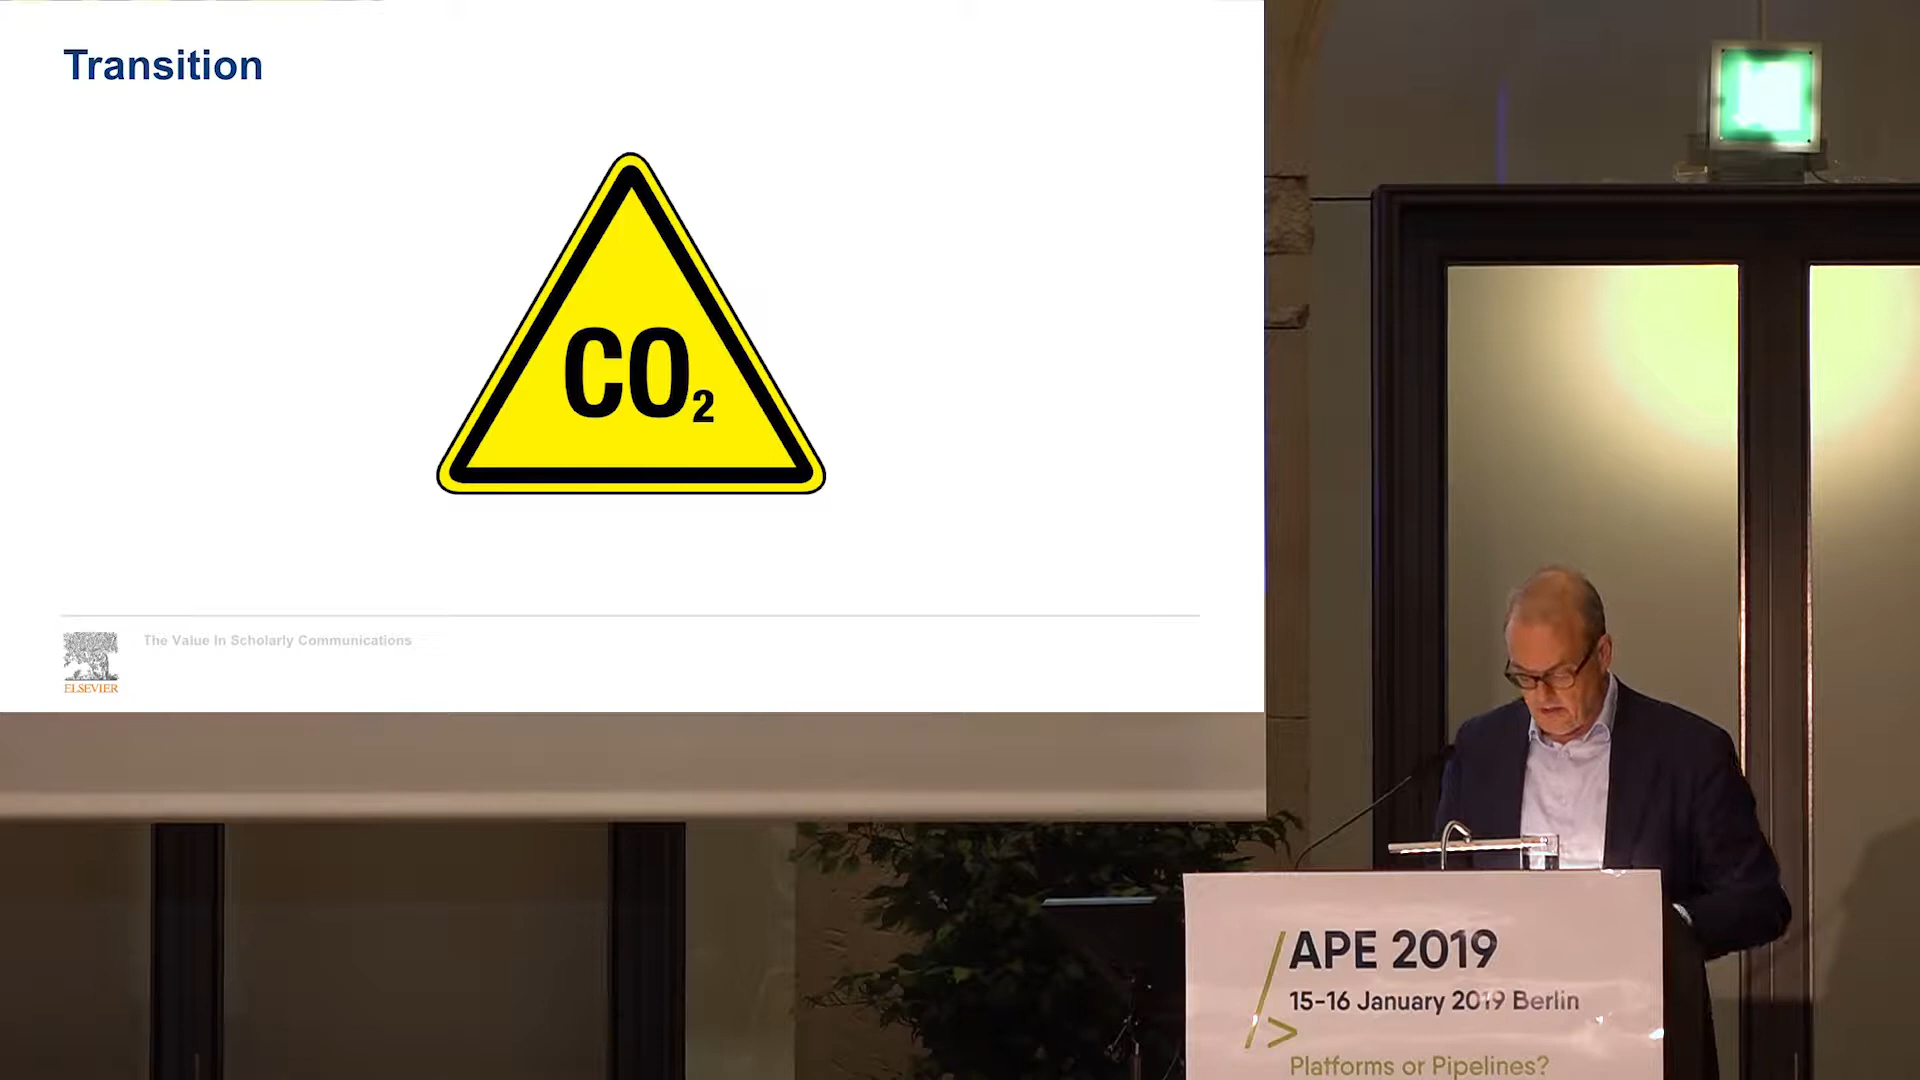 Transition
CO₂
The Value In Scholarly Communications
ELSEVIER
APE 2019
15-16 January 2019 Berlin
Platforms or Pipelines?